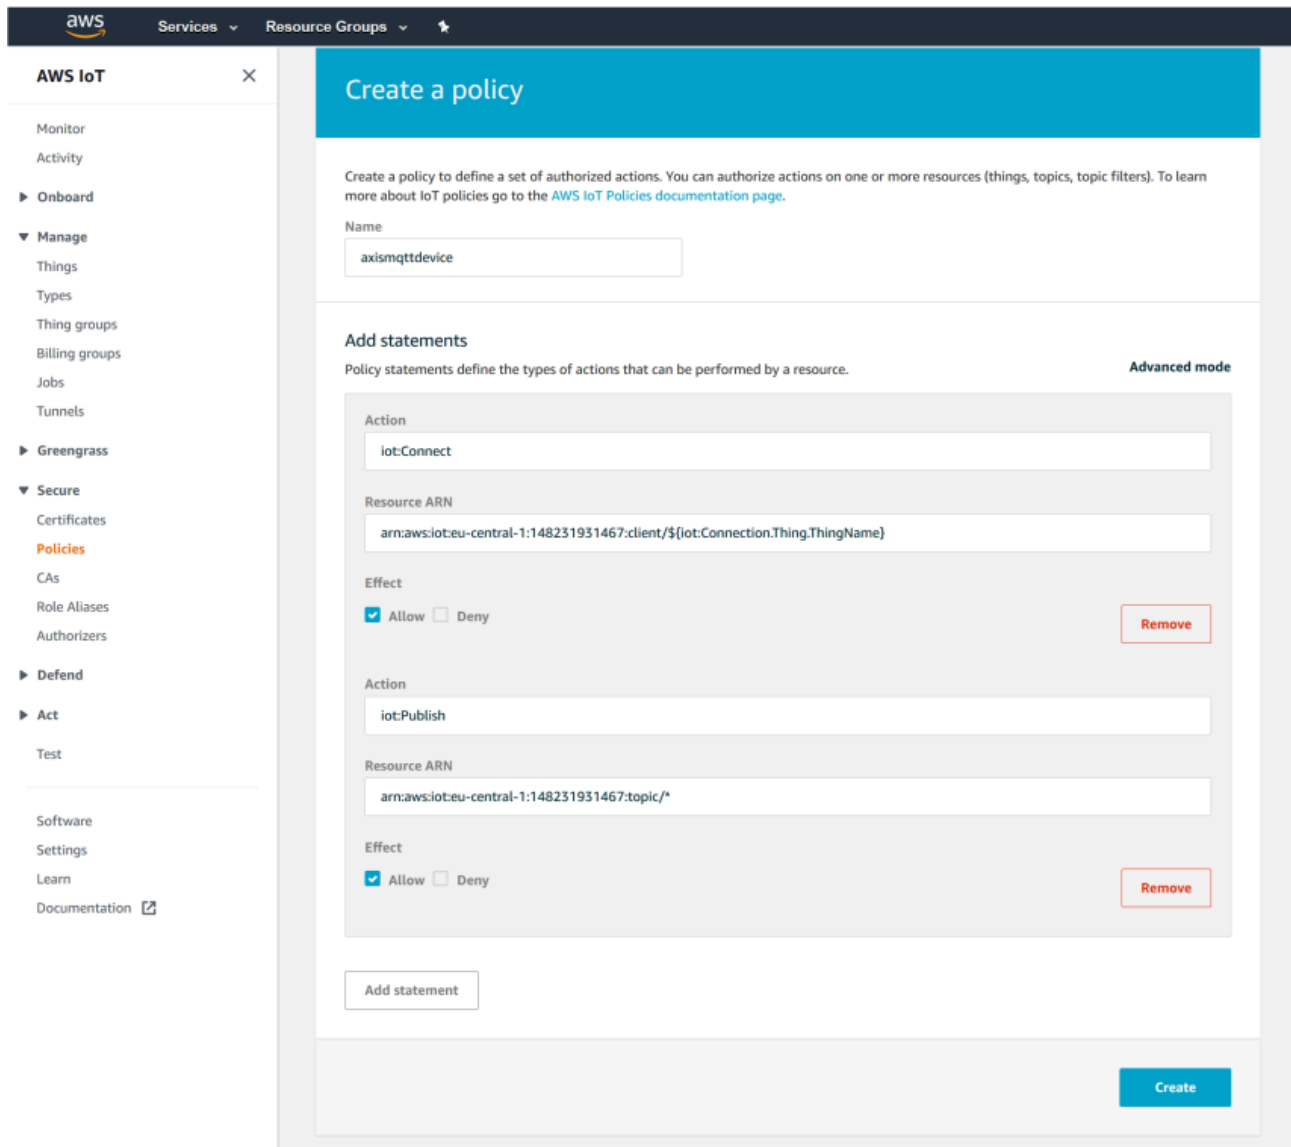 aws
Services
Resource Groups
AWS IoT
Monitor
Activity
Onboard
Manage
Things
Types
Thing groups
Billing groups
Jobs
Tunnels
Greengrass
Secure
Certificates
Policies
CAs
Role Aliases
Authorizers
Defend
Act
Test
Software
Settings
Learn
Documentation
Create a policy
Create a policy to define a set of authorized actions. You can authorize actions on one or more resources (things, topics, topic filters). To learn
more about IoT policies go to the AWS IoT Policies documentation page.
Name
axismqttdevice
Add statements
Policy statements define the types of actions that can be performed by a resource.
Advanced mode
Action
iot:Connect
Resource ARN
arn:aws:iot:eu-central-1:148231931467:client/${iot:Connection.Thing.ThingName}
Effect
Allow
Deny
Remove
Action
iot:Publish
Resource ARN
arn:aws:iot:eu-central-1:148231931467:topic/*
Effect
Allow
Deny
Remove
Add statement
Create